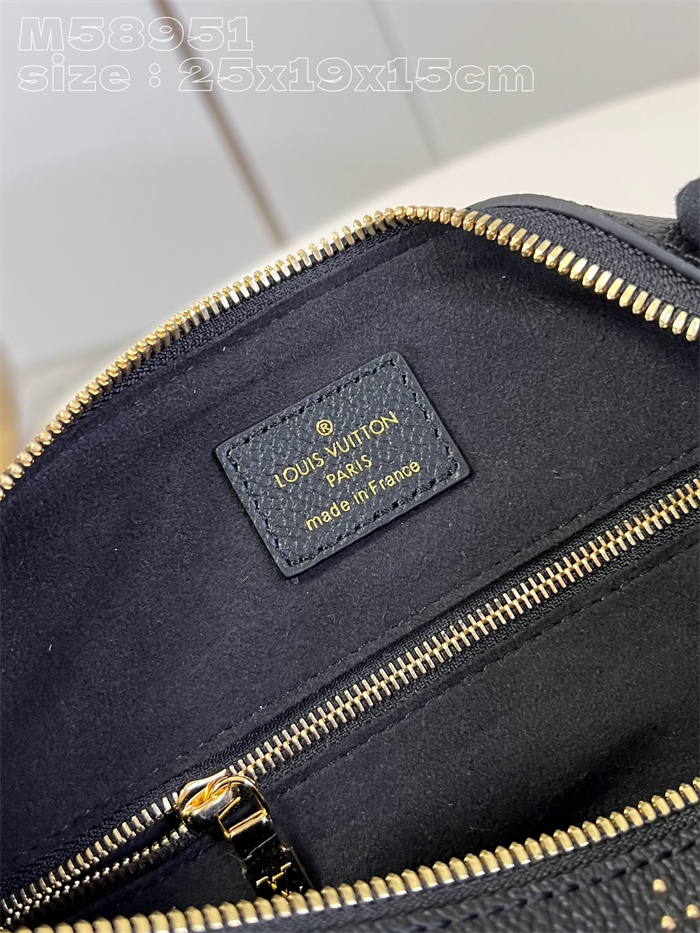 M58951
size : 25x19x15cm
®
LOUIS VUITTON
PARIS
made in France